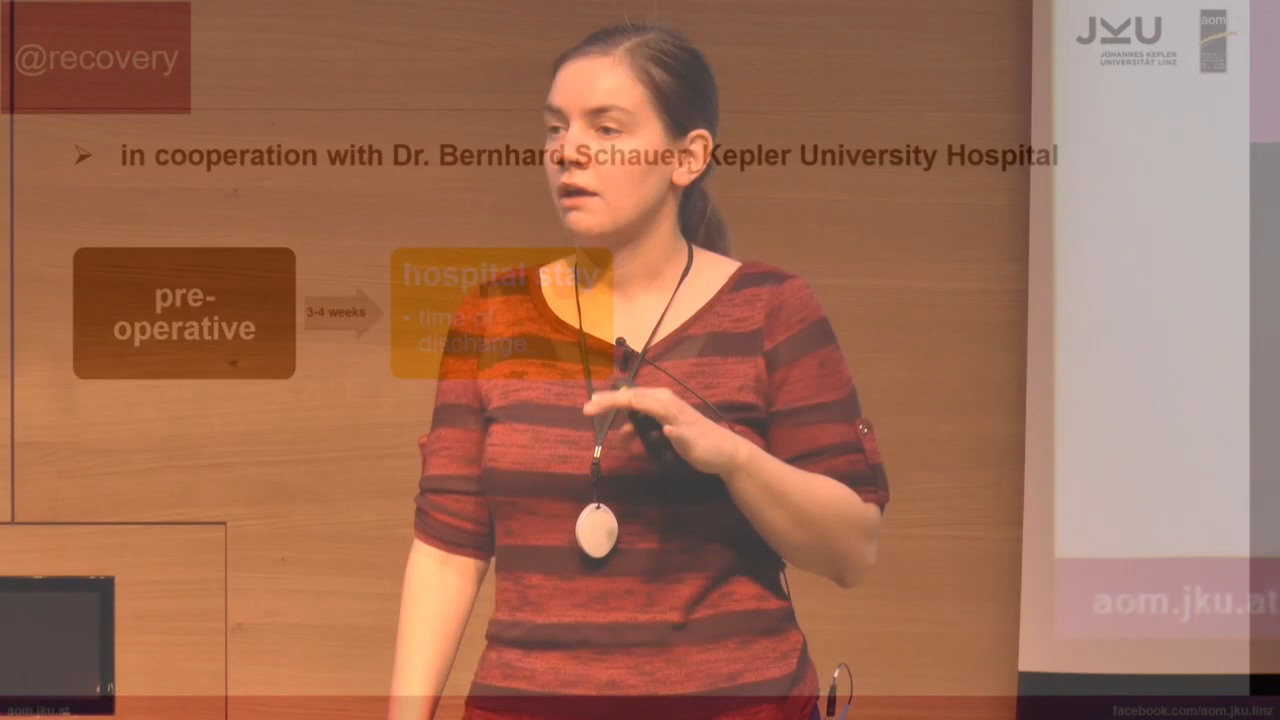 @recovery
JKU
JOHANNES KEPLER
UNIVERSITÄT LINZ
aom
➢ in cooperation with Dr. Bernhard Schauer, Kepler University Hospital
pre-
operative
3-4 weeks
hospital stay
• time of
discharge
aom.jku.at
aom.jku.at
facebook.com/aom.jku.linz